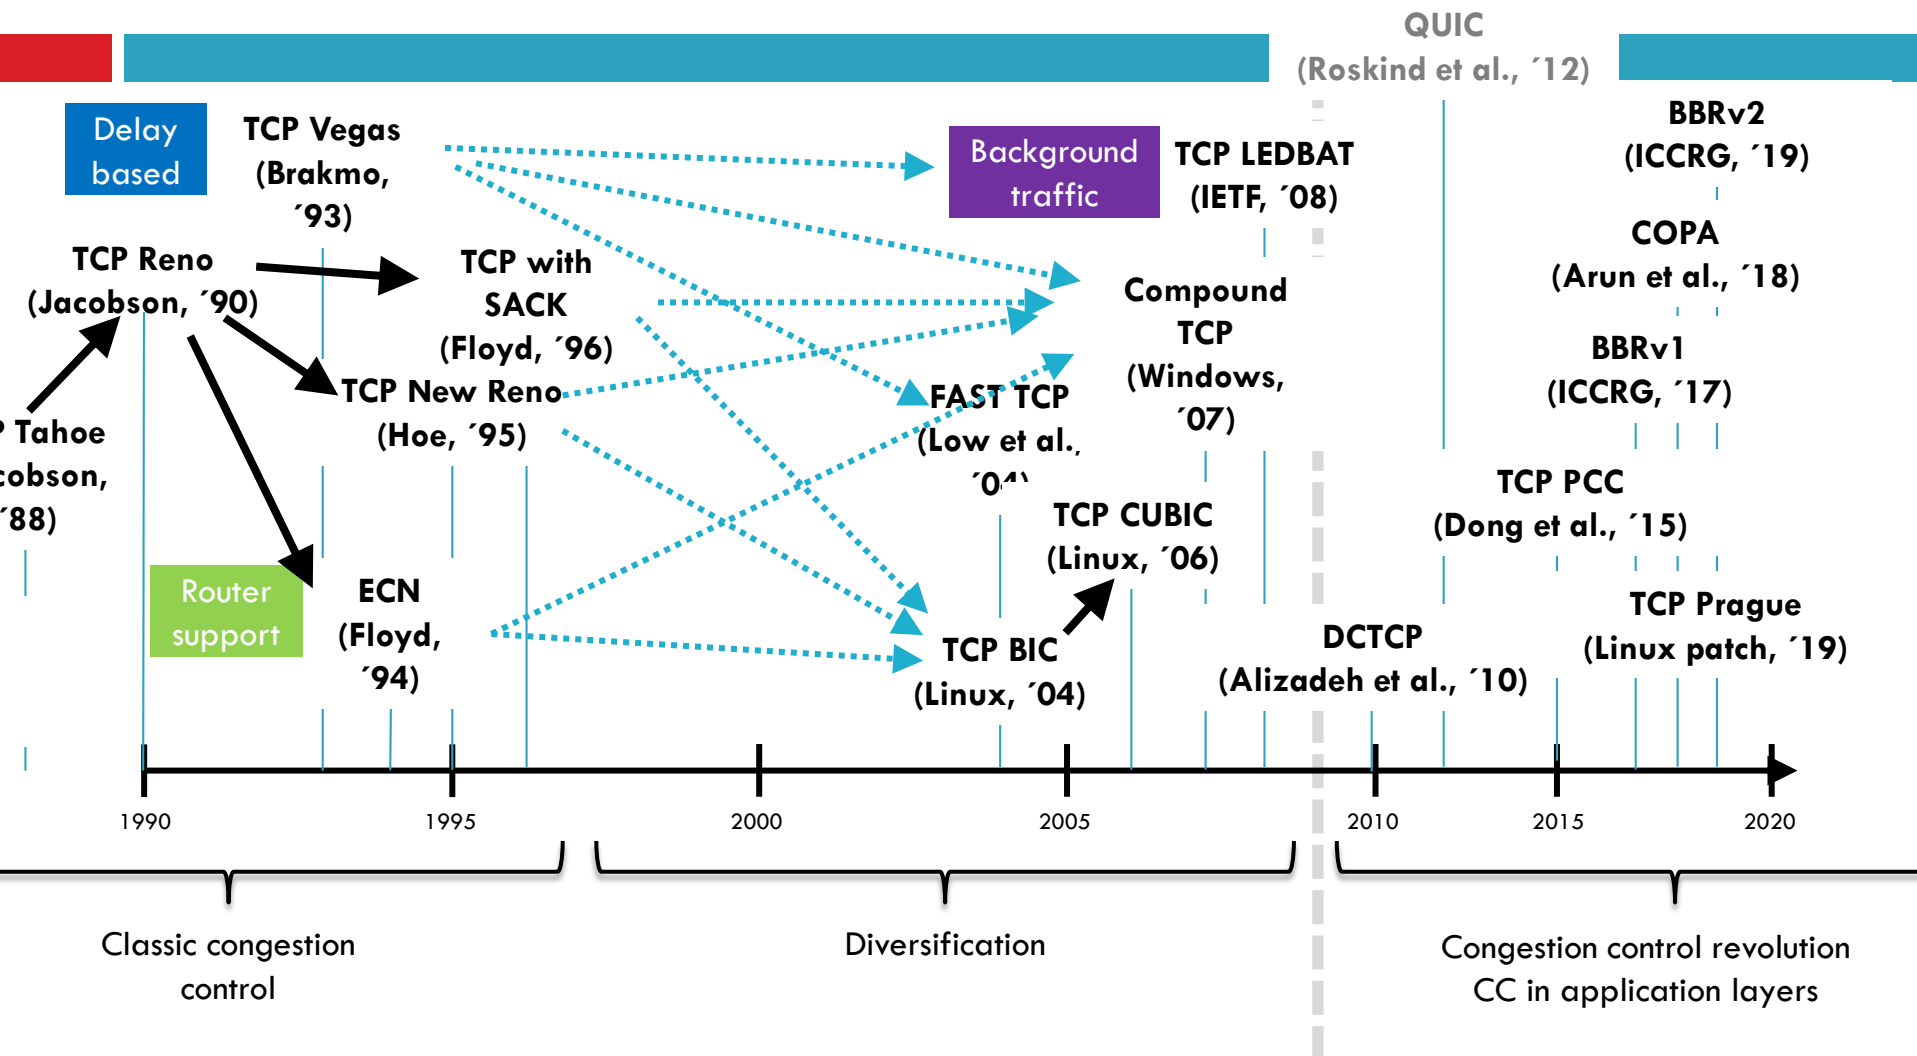 QUIC
(Roskind et al., ´12)
Delay
based
TCP Vegas
(Brakmo,
´93)
Background
traffic
TCP LEDBAT
(IETF, ´08)
BBRv2
(ICCRG, ´19)
TCP Reno
(Jacobson, ´90)
TCP with
SACK
(Floyd, ´96)
Compound
TCP
(Windows,
´07)
COPA
(Arun et al., ´18)
BBRv1
(ICCRG, ´17)
TCP New Reno
(Hoe, ´95)
FAST TCP
(Low et al.,
´04)
P Tahoe
cobson,
´88)
TCP CUBIC
(Linux, ´06)
TCP PCC
(Dong et al., ´15)
Router
support
ECN
(Floyd,
´94)
TCP BIC
(Linux, ´04)
DCTCP
(Alizadeh et al., ´10)
TCP Prague
(Linux patch, ´19)
1990
1995
2000
2005
2010
2015
2020
Classic congestion
control
Diversification
Congestion control revolution
CC in application layers